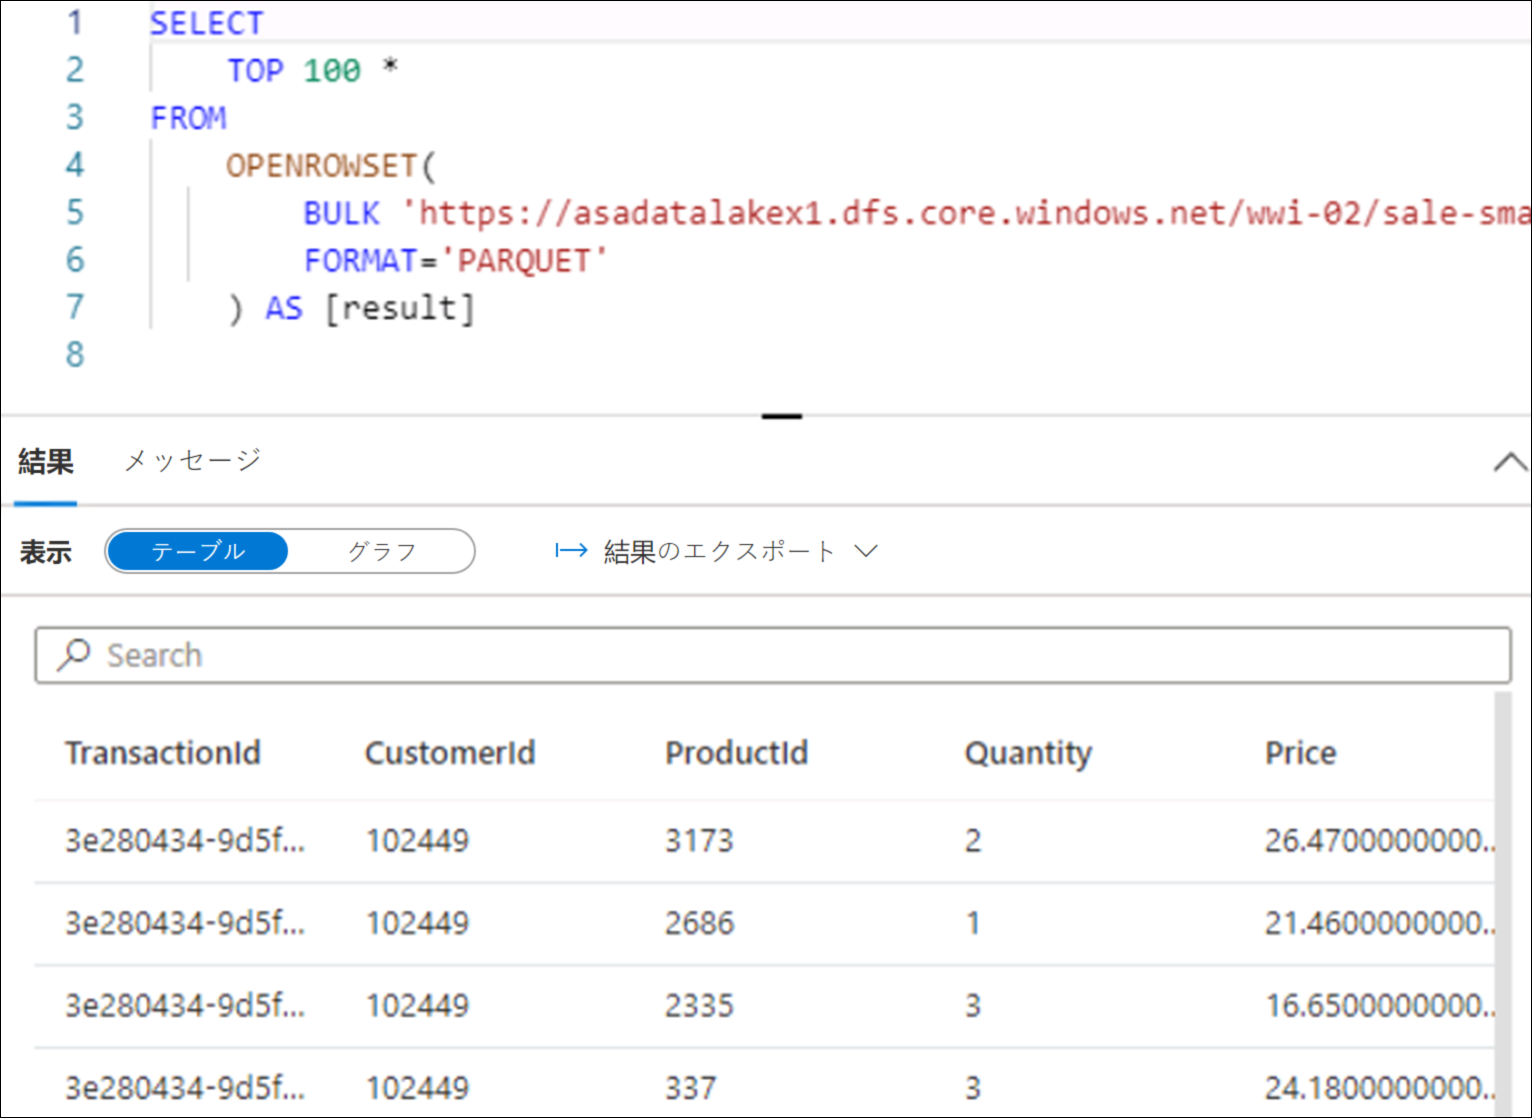 1 SELECT
2 TOP 100 *
3 FROM
4 OPENROWSET(
5 BULK 'https://asadatalakex1.dfs.core.windows.net/wwi-02/sale-sma
6 FORMAT='PARQUET'
7 ) AS [result]
8
結果 メッセージ
表示 テーブル グラフ 結果のエクスポート
Search
TransactionId CustomerId ProductId Quantity Price
3e280434-9d5f... 102449 3173 2 26.4700000000..
3e280434-9d5f... 102449 2686 1 21.4600000000..
3e280434-9d5f... 102449 2335 3 16.6500000000..
3e280434-9d5f... 102449 337 3 24.1800000000..